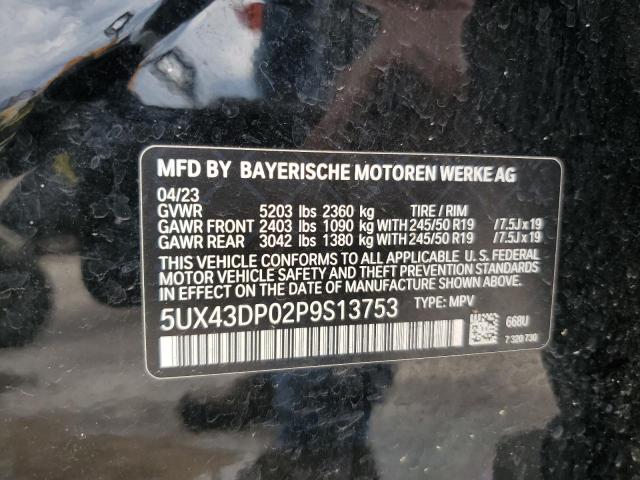 MFD BY BAYERISCHE MOTOREN WERKE AG
04/23
GVWR 5203 lbs 2360 kg TIRE / RIM
GAWR FRONT 2403 lbs 1090 kg WITH 245/50 R19 /7.5Jx19
GAWR REAR 3042 lbs 1380 kg WITH 245/50 R19 /7.5Jx19
THIS VEHICLE CONFORMS TO ALL APPLICABLE U. S. FEDERAL
MOTOR VEHICLE SAFETY AND THEFT PREVENTION STANDARDS
IN EFFECT ON THE DATE OF MANUFACTURE SHOWN ABOVE.
5UX43DP02P9S13753 TYPE: MPV
668U
7 320 730